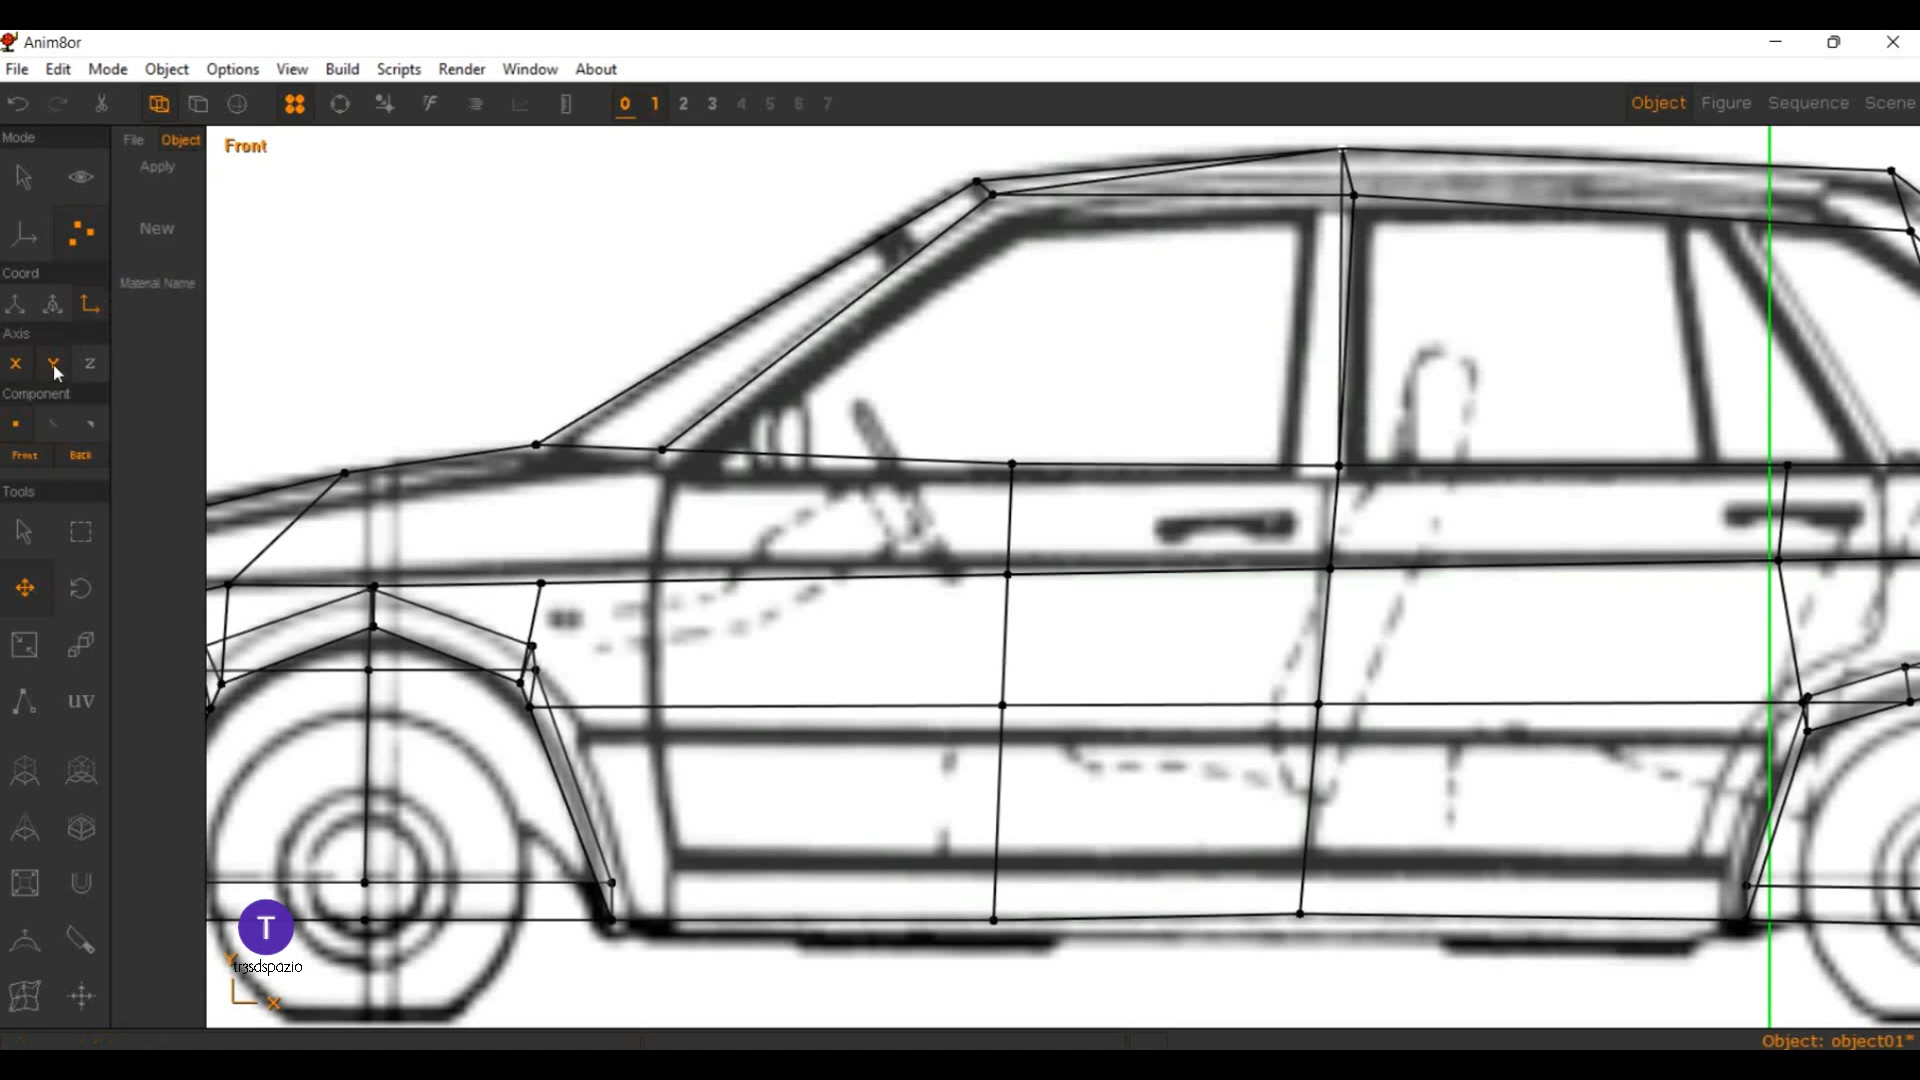 Anim8or
File Edit Mode Object Options View Build Scripts Render Window About
0 1 2 3 4 5 6 7
Object Figure Sequence Scene
Mode
File Object
Apply
New
Material Name
Front
Coord
Axis
X Y Z
Component
Front Back
Tools
UV
T
tr3sdspazio
Y
X
Object: object01*